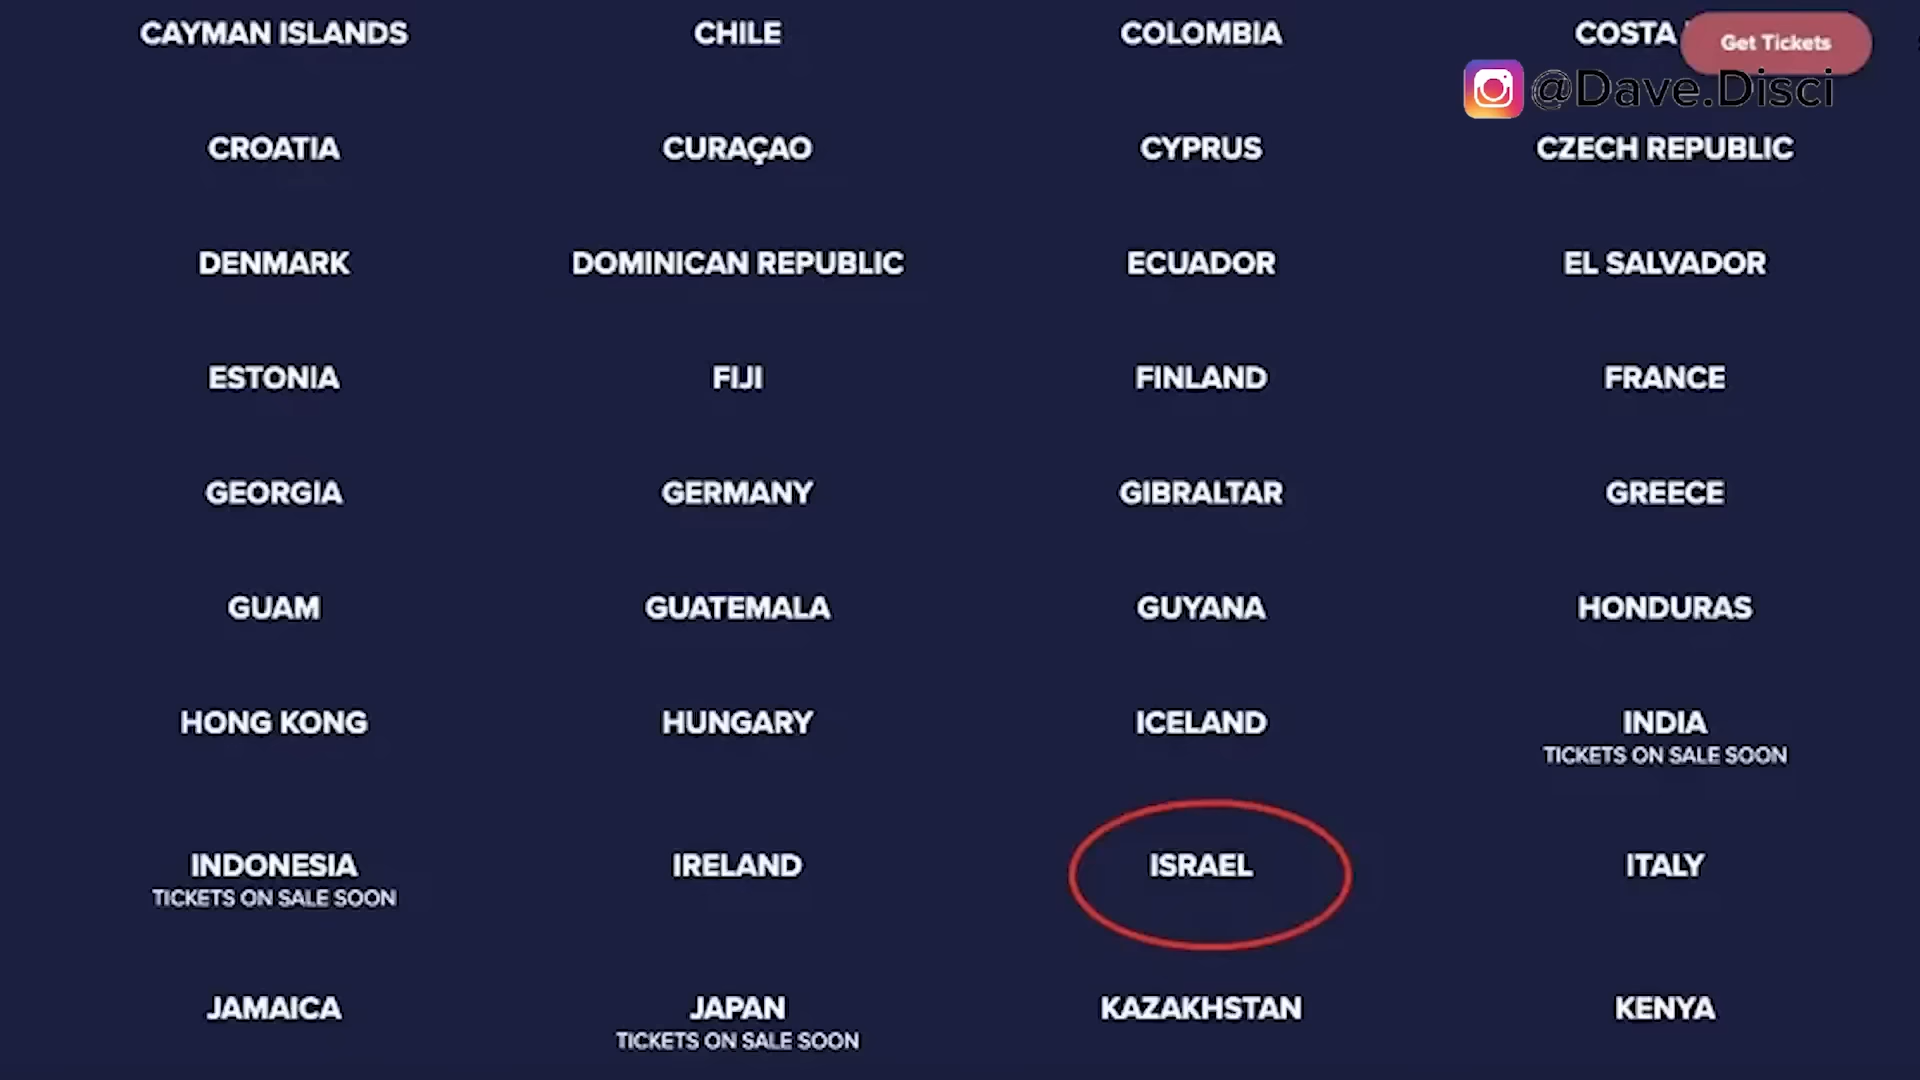 CAYMAN ISLANDS
CHILE
COLOMBIA
COSTA
Get Tickets
@Dave.Disci
CROATIA
CURAÇAO
CYPRUS
CZECH REPUBLIC
DENMARK
DOMINICAN REPUBLIC
ECUADOR
EL SALVADOR
ESTONIA
FIJI
FINLAND
FRANCE
GEORGIA
GERMANY
GIBRALTAR
GREECE
GUAM
GUATEMALA
GUYANA
HONDURAS
HONG KONG
HUNGARY
ICELAND
INDIA
TICKETS ON SALE SOON
INDONESIA
TICKETS ON SALE SOON
IRELAND
ISRAEL
ITALY
JAMAICA
JAPAN
TICKETS ON SALE SOON
KAZAKHSTAN
KENYA